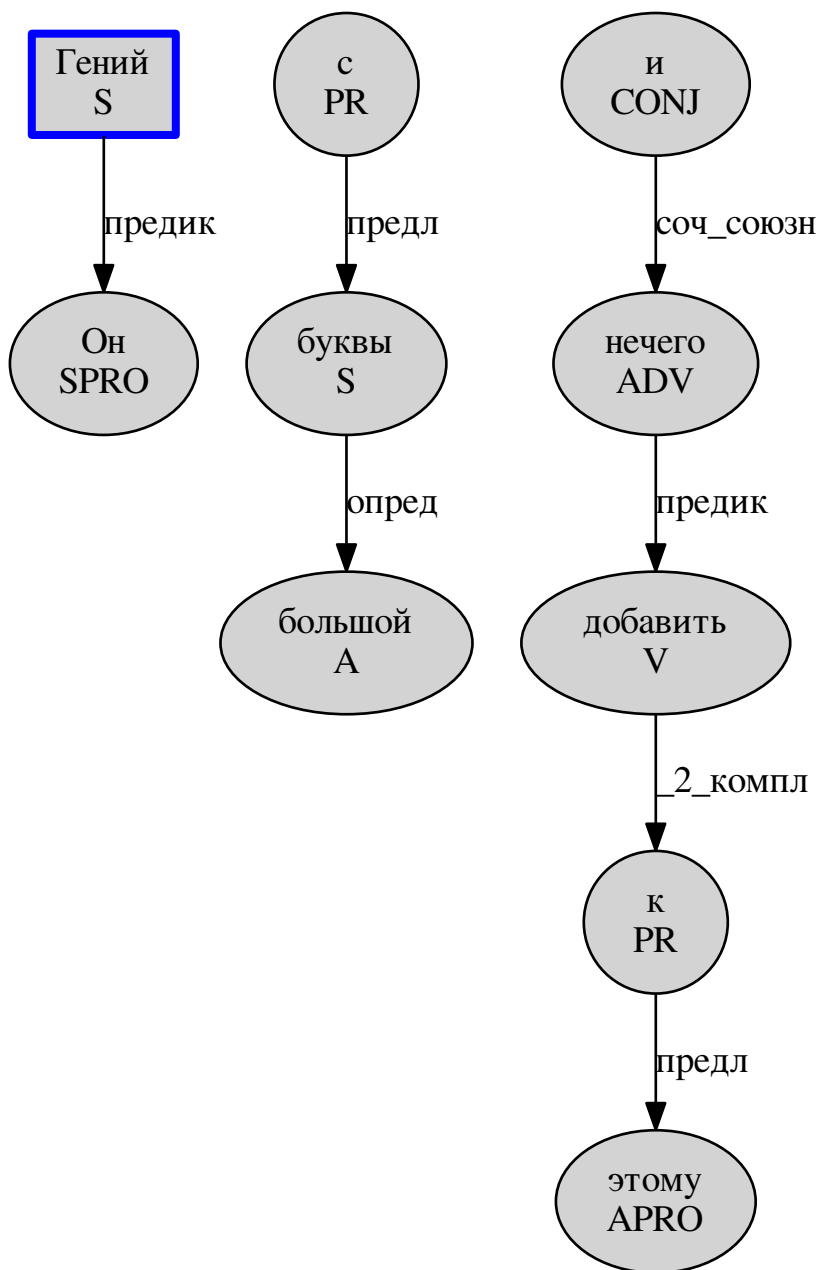 Гений
S
с
PR
и
CONJ
предик
предл
соч_союзн
Он
SPRO
буквы
S
нечего
ADV
опред
предик
большой
A
добавить
V
_2_компл
к
PR
предл
этому
APRO